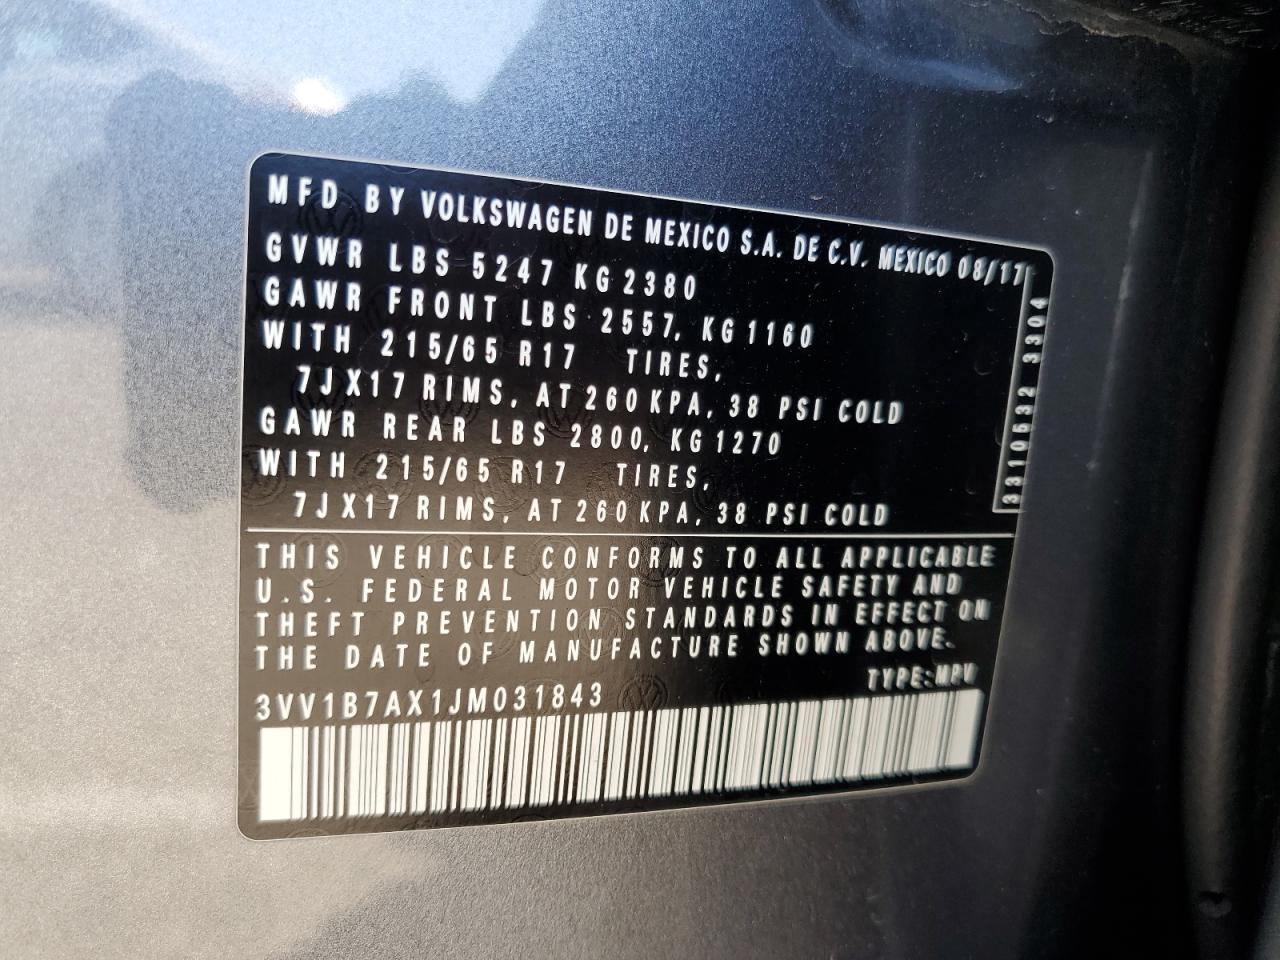 MFD BY VOLKSWAGEN DE MEXICO S.A. DE C.V. MEXICO 08/17
GVWR LBS 5247 KG 2380
GAWR FRONT LBS 2557, KG 1160
WITH 215/65 R17 TIRES,
7JX17 RIMS, AT 260 KPA, 38 PSI COLD
GAWR REAR LBS 2800, KG 1270
WITH 215/65 R17 TIRES,
7JX17 RIMS, AT 260 KPA, 38 PSI COLD
3310532 3304
THIS VEHICLE CONFORMS TO ALL APPLICABLE
U.S. FEDERAL MOTOR VEHICLE SAFETY AND
THEFT PREVENTION STANDARDS IN EFFECT ON
THE DATE OF MANUFACTURE SHOWN ABOVE.
TYPE:MPV
3VV1B7AX1JM031843